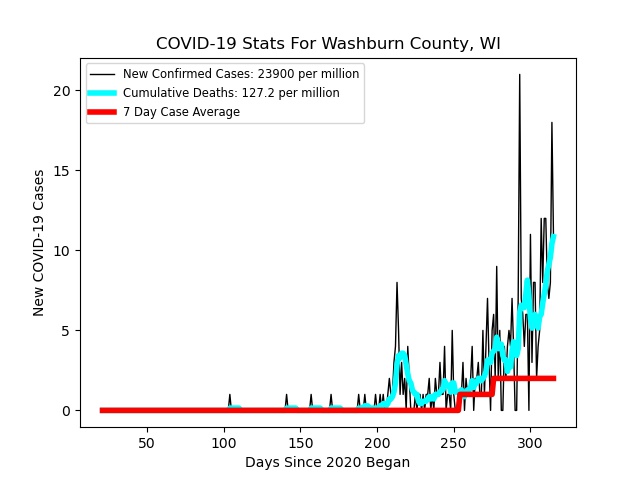 COVID-19 Stats For Washburn County, WI
New Confirmed Cases: 23900 per million
Cumulative Deaths: 127.2 per million
7 Day Case Average
New COVID-19 Cases
20
15
10
5
0
50 100 150 200 250 300
Days Since 2020 Began